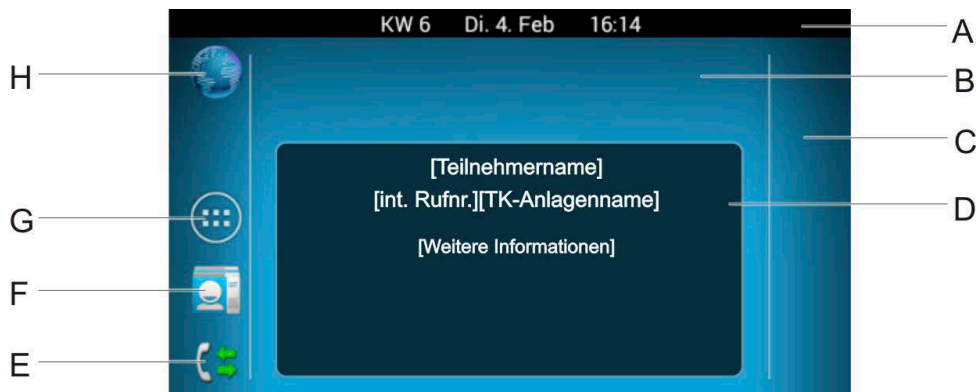 KW 6 Di. 4. Feb 16:14
A
H
B
C
[Teilnehmername]
[int. Rufnr.][TK-Anlagenname]
D
G
[Weitere Informationen]
F
E